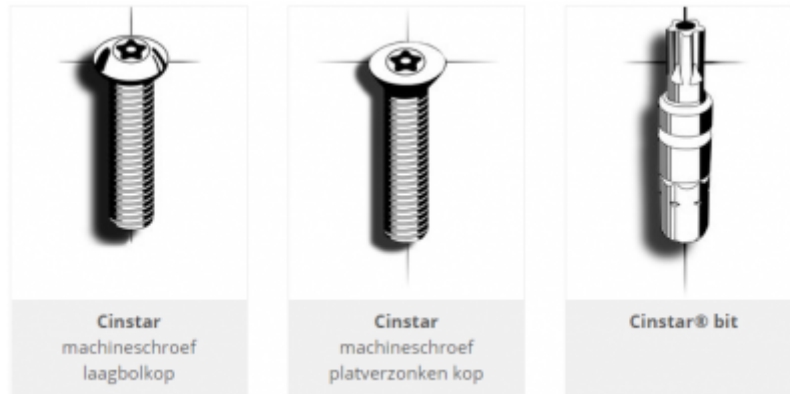 Cinstar
machineschroef
laagbolkop
Cinstar
machineschroef
platverzonken kop
Cinstar® bit